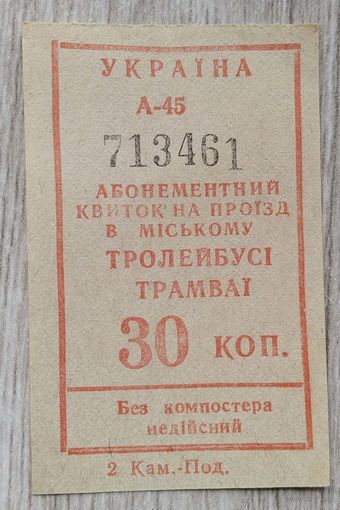 УКРАЇНА
А-45
713461
АБОНЕМЕНТНИЙ
КВИТОК НА ПРОЇЗД
В МІСЬКОМУ
ТРОЛЕЙБУСІ
ТРАМВАЇ
30 КОП.
Без компостера
недійсний
2 Кам.-Под.